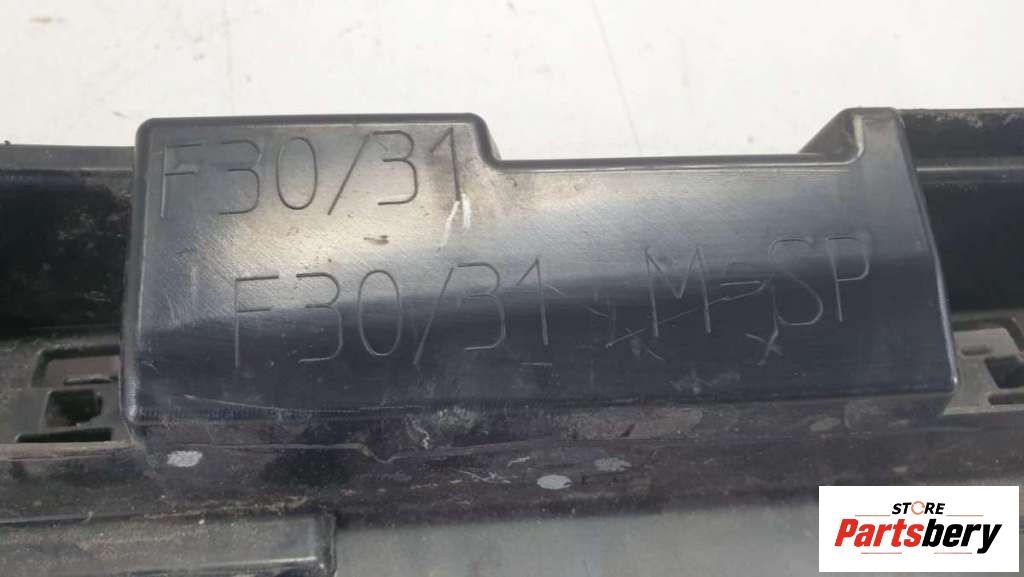 F30/31
F30/31 M-SP
STORE
Partsbery